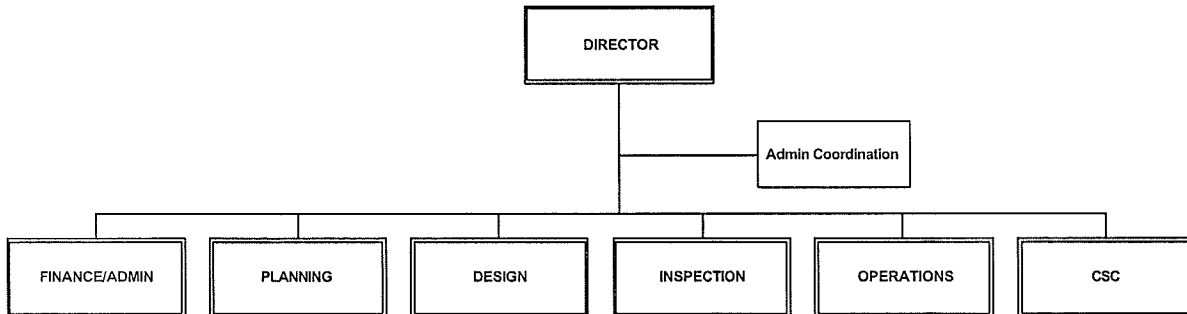 DIRECTOR
Admin Coordination
FINANCE/ADMIN
PLANNING
DESIGN
INSPECTION
OPERATIONS
CSC